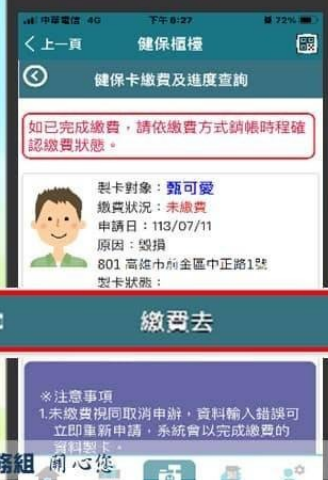 中華電信 4G 下午 8:27 72%
上一頁 健保櫃檯
健保卡繳費及進度查詢
如已完成繳費,請依繳費方式銷帳時程確
認繳費狀態。
製卡對象:甄可愛
繳費狀況:未繳費
申請日:113/07/11
原因:毀損
801 高雄市前金區中正路1號
製卡狀態:
繳費去
※注意事項
1.未繳費視同取消申辦,資料輸入錯誤可
立即重新申請,系統會以完成繳費的
資料製卡。
務組 關心您